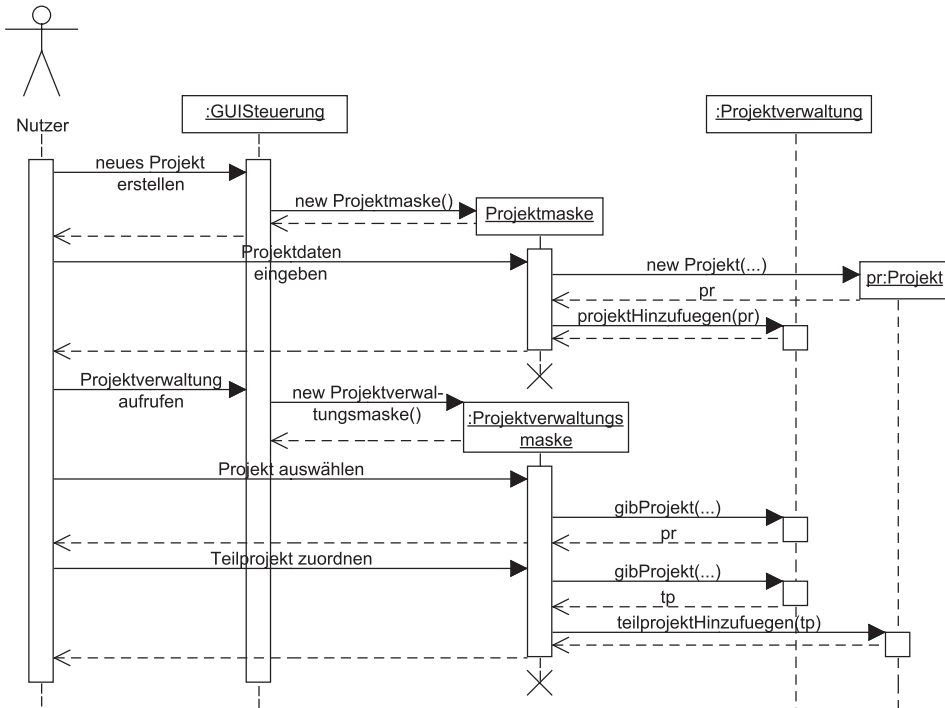 Nutzer
:GUISteuerung
:Projektverwaltung
neues Projekt
erstellen
new Projektmaske()
Projektmaske
Projektdaten
eingeben
new Projekt(...)
pr:Projekt
pr
projektHinzufuegen(pr)
Projektverwaltung
aufrufen
new Projektverwal-
tungsmaske()
:Projektverwaltungs
maske
Projekt auswählen
gibProjekt(...)
pr
Teilprojekt zuordnen
gibProjekt(...)
tp
teilprojektHinzufuegen(tp)